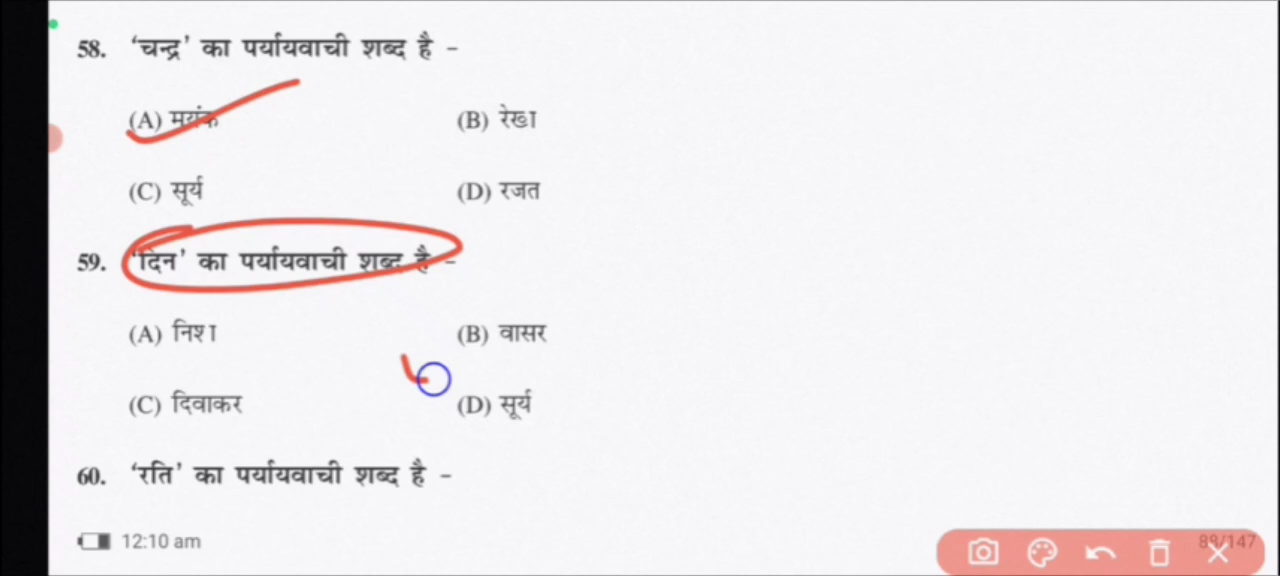 58. ‘चन्द्र’ का पर्यायवाची शब्द है -
(A) मयंक (B) रेखा
(C) सूर्य (D) रजत
59. ‘दिन’ का पर्यायवाची शब्द है -
(A) निशा (B) वासर
(C) दिवाकर (D) सूर्य
60. ‘रति’ का पर्यायवाची शब्द है -
12:10 am 89/147